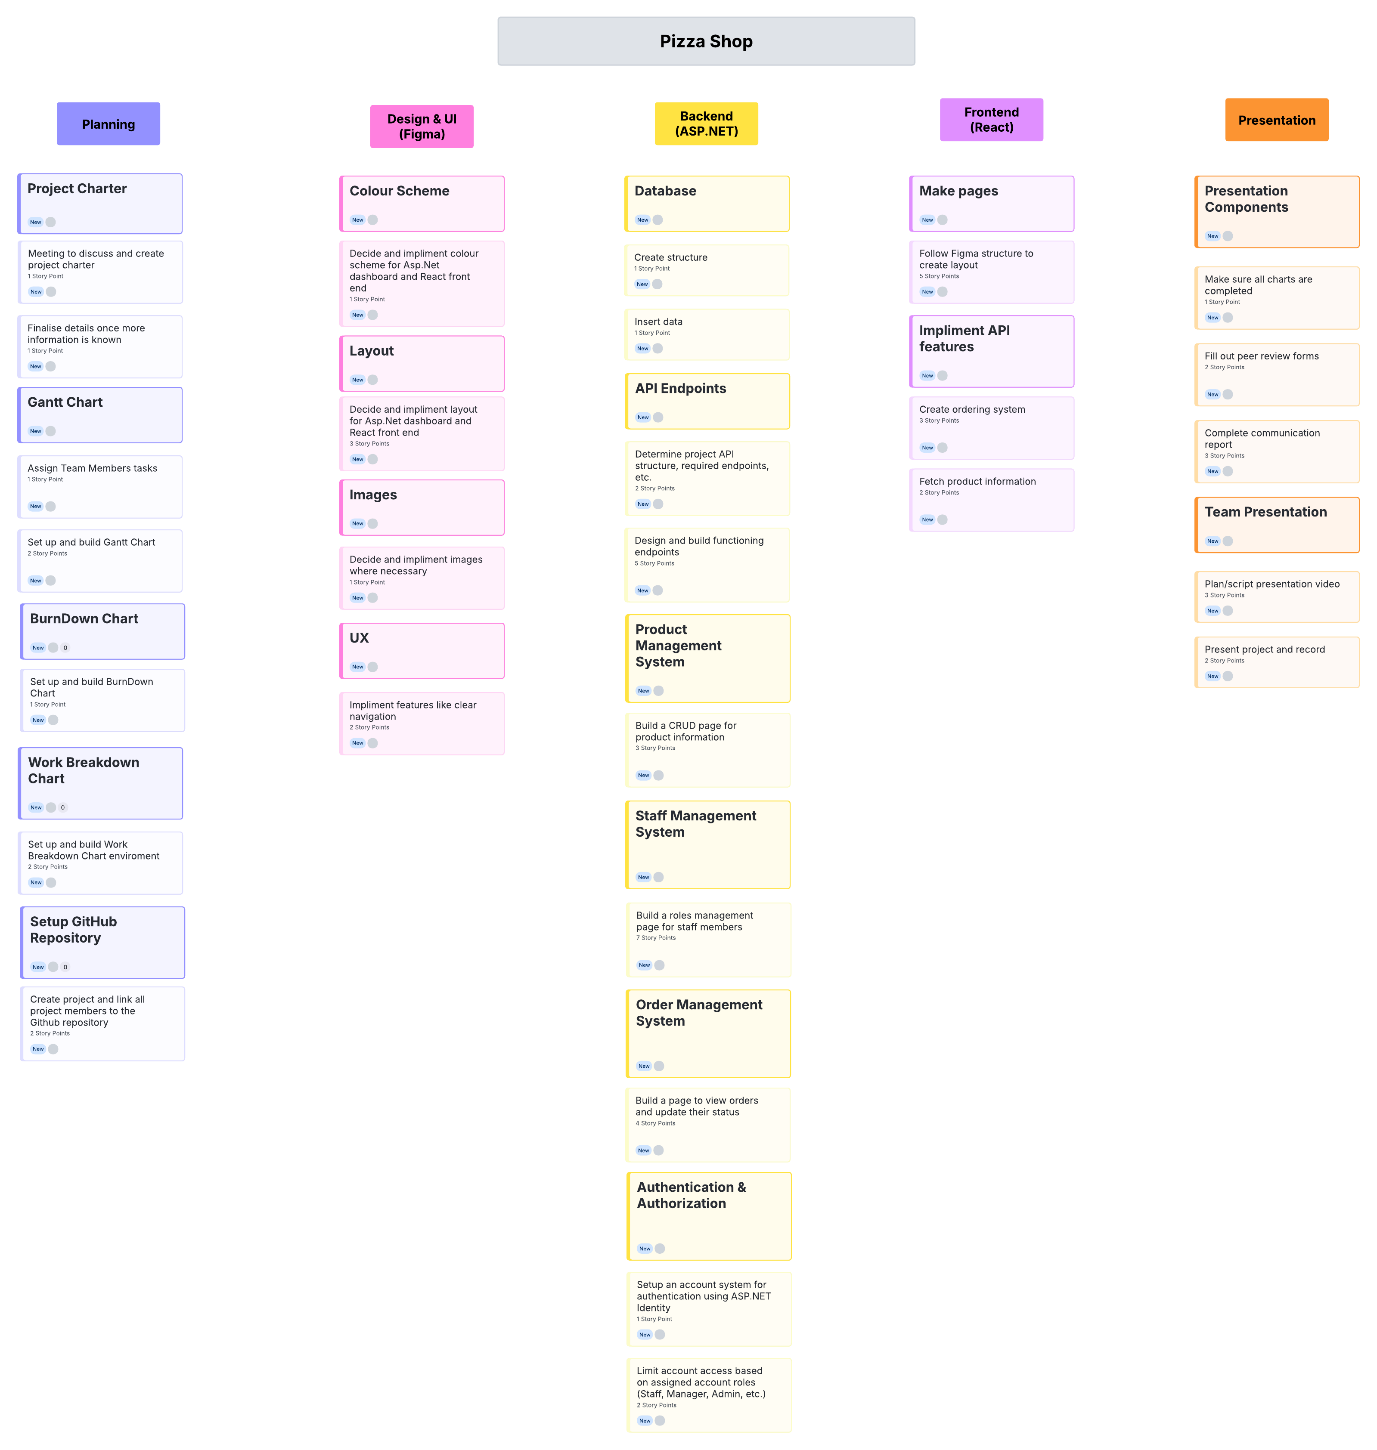 Pizza Shop
Planning
Project Charter
New
Meeting to discuss and create
project charter
1 Story Point
New
Finalise details once more
information is known
1 Story Point
New
Gantt Chart
New
Assign Team Members tasks
1 Story Point
New
Set up and build Gantt Chart
2 Story Points
New
BurnDown Chart
New 0
Set up and build BurnDown
Chart
1 Story Point
New
Work Breakdown
Chart
New 0
Set up and build Work
Breakdown Chart enviroment
2 Story Points
New
Setup GitHub
Repository
New 0
Create project and link all
project members to the
Github repository
2 Story Points
New
Design & UI
(Figma)
Colour Scheme
New
Decide and impliment colour
scheme for Asp.Net
dashboard and React front
end
1 Story Point
New
Layout
New
Decide and impliment layout
for Asp.Net dashboard and
React front end
3 Story Points
New
Images
New
Decide and impliment images
where necessary
1 Story Point
New
UX
New
Impliment features like clear
navigation
2 Story Points
New
Backend
(ASP.NET)
Database
New
Create structure
1 Story Point
New
Insert data
1 Story Point
New
API Endpoints
New
Determine project API
structure, required endpoints,
etc.
2 Story Points
New
Design and build functioning
endpoints
5 Story Points
New
Product
Management
System
New
Build a CRUD page for
product information
3 Story Points
New
Staff Management
System
New
Build a roles management
page for staff members
7 Story Points
New
Order Management
System
New
Build a page to view orders
and update their status
4 Story Points
New
Authentication &
Authorization
New
Setup an account system for
authentication using ASP.NET
Identity
1 Story Point
New
Limit account access based
on assigned account roles
(Staff, Manager, Admin, etc.)
2 Story Points
New
Frontend
(React)
Make pages
New
Follow Figma structure to
create layout
5 Story Points
New
Impliment API
features
New
Create ordering system
3 Story Points
New
Fetch product information
2 Story Points
New
Presentation
Presentation
Components
New
Make sure all charts are
completed
1 Story Point
New
Fill out peer review forms
2 Story Points
New
Complete communication
report
3 Story Points
New
Team Presentation
New
Plan/script presentation video
3 Story Points
New
Present project and record
2 Story Points
New